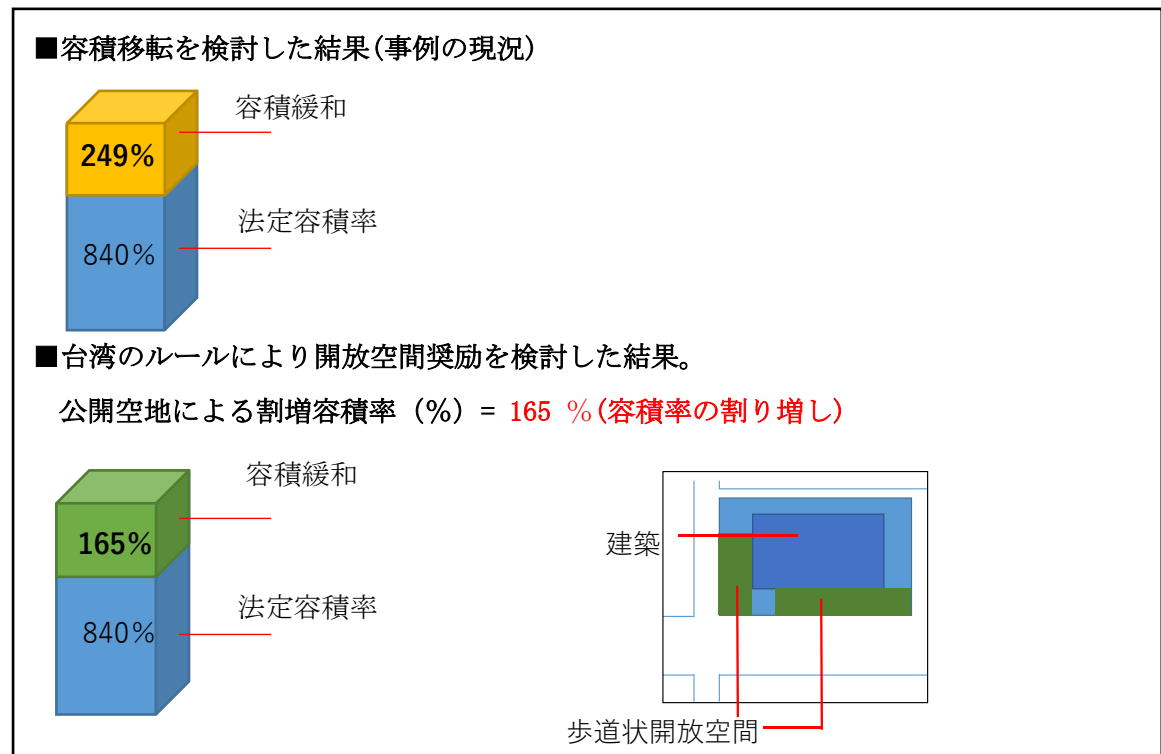 ■容積移転を検討した結果(事例の現況)
容積緩和
249%
法定容積率
840%
■台湾のルールにより開放空間奨励を検討した結果。
公開空地による割増容積率 (%) = 165 %(容積率の割り増し)
容積緩和
165%
建築
法定容積率
840%
歩道状開放空間